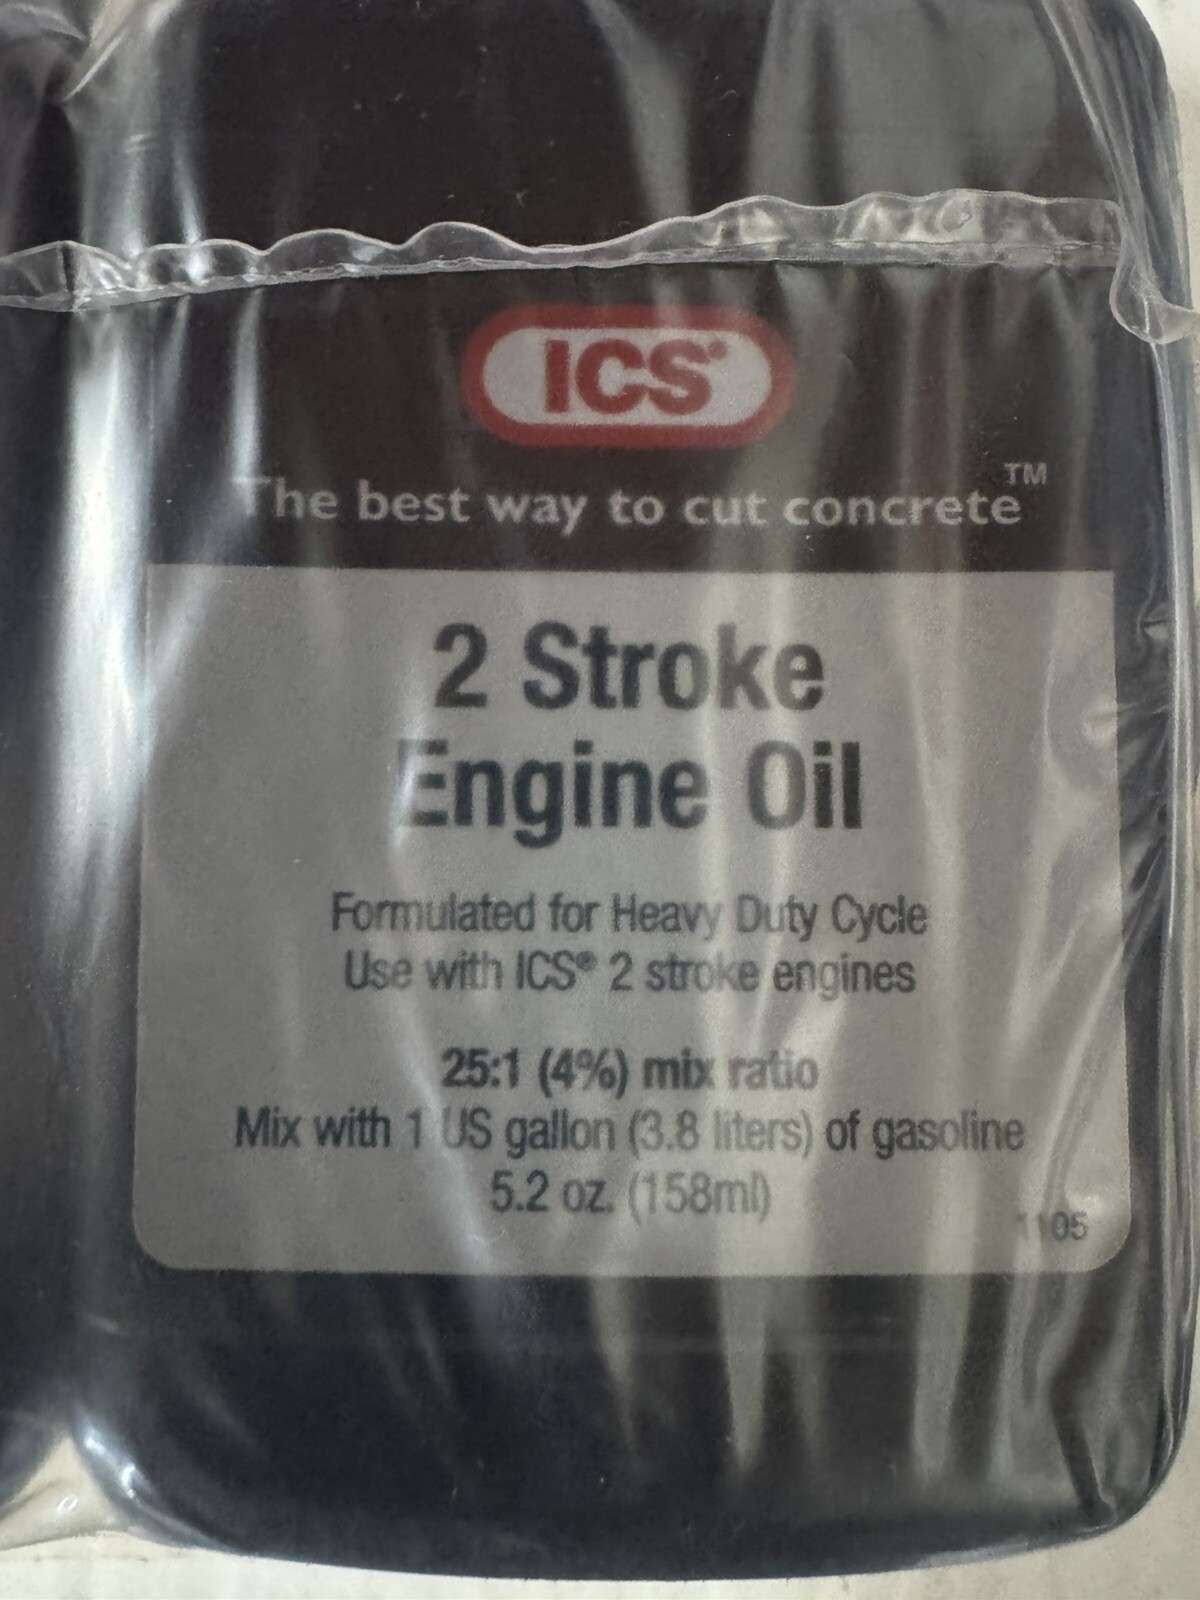 ICS®
The best way to cut concrete™
2 Stroke
Engine Oil
Formulated for Heavy Duty Cycle
Use with ICS® 2 stroke engines
25:1 (4%) mix ratio
Mix with 1 US gallon (3.8 liters) of gasoline
5.2 oz. (158ml)
1105